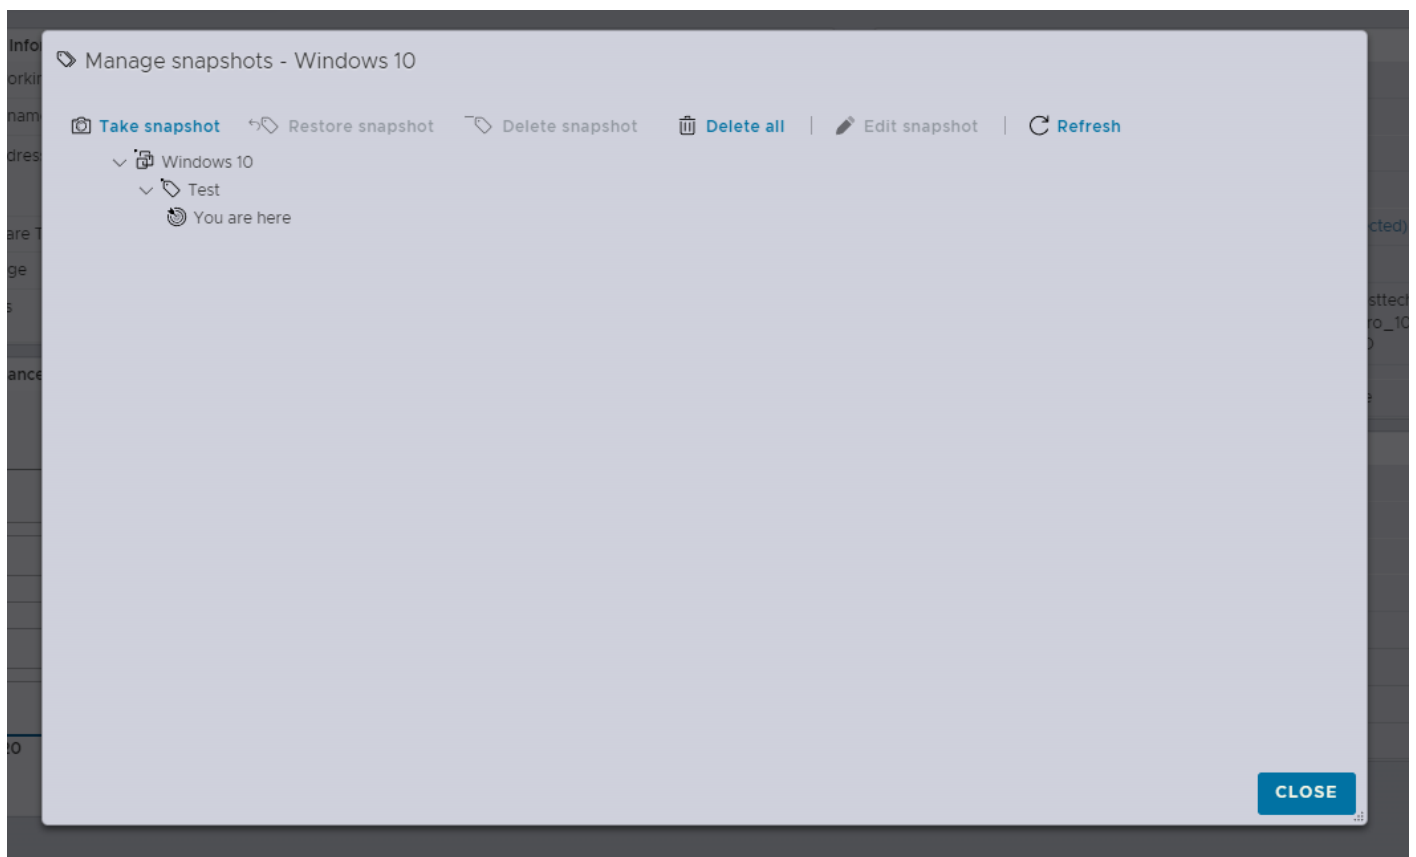 Manage snapshots - Windows 10
Take snapshot Restore snapshot Delete snapshot Delete all | Edit snapshot | Refresh
Windows 10
Test
You are here
CLOSE